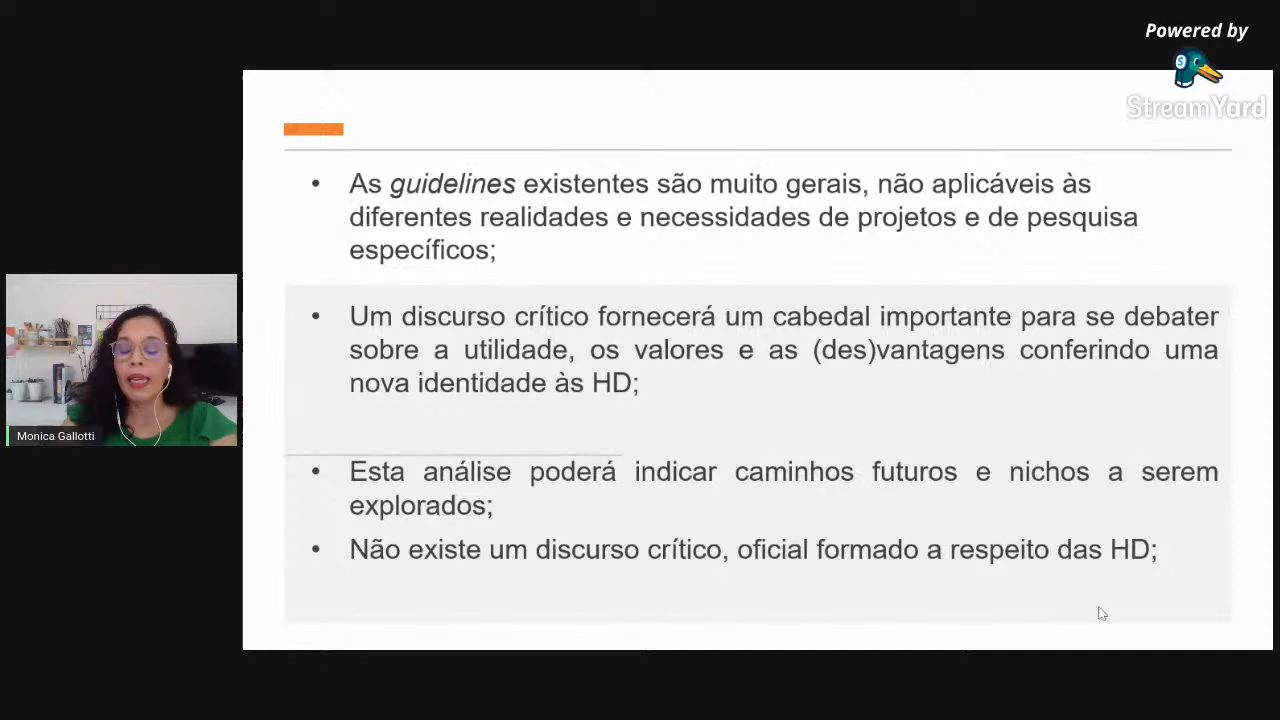 Powered by
StreamYard
• As guidelines existentes são muito gerais, não aplicáveis às
diferentes realidades e necessidades de projetos e de pesquisa
específicos;
• Um discurso crítico fornecerá um cabedal importante para se debater
sobre a utilidade, os valores e as (des)vantagens conferindo uma
nova identidade às HD;
• Esta análise poderá indicar caminhos futuros e nichos a serem
explorados;
• Não existe um discurso crítico, oficial formado a respeito das HD;
Monica Gallotti